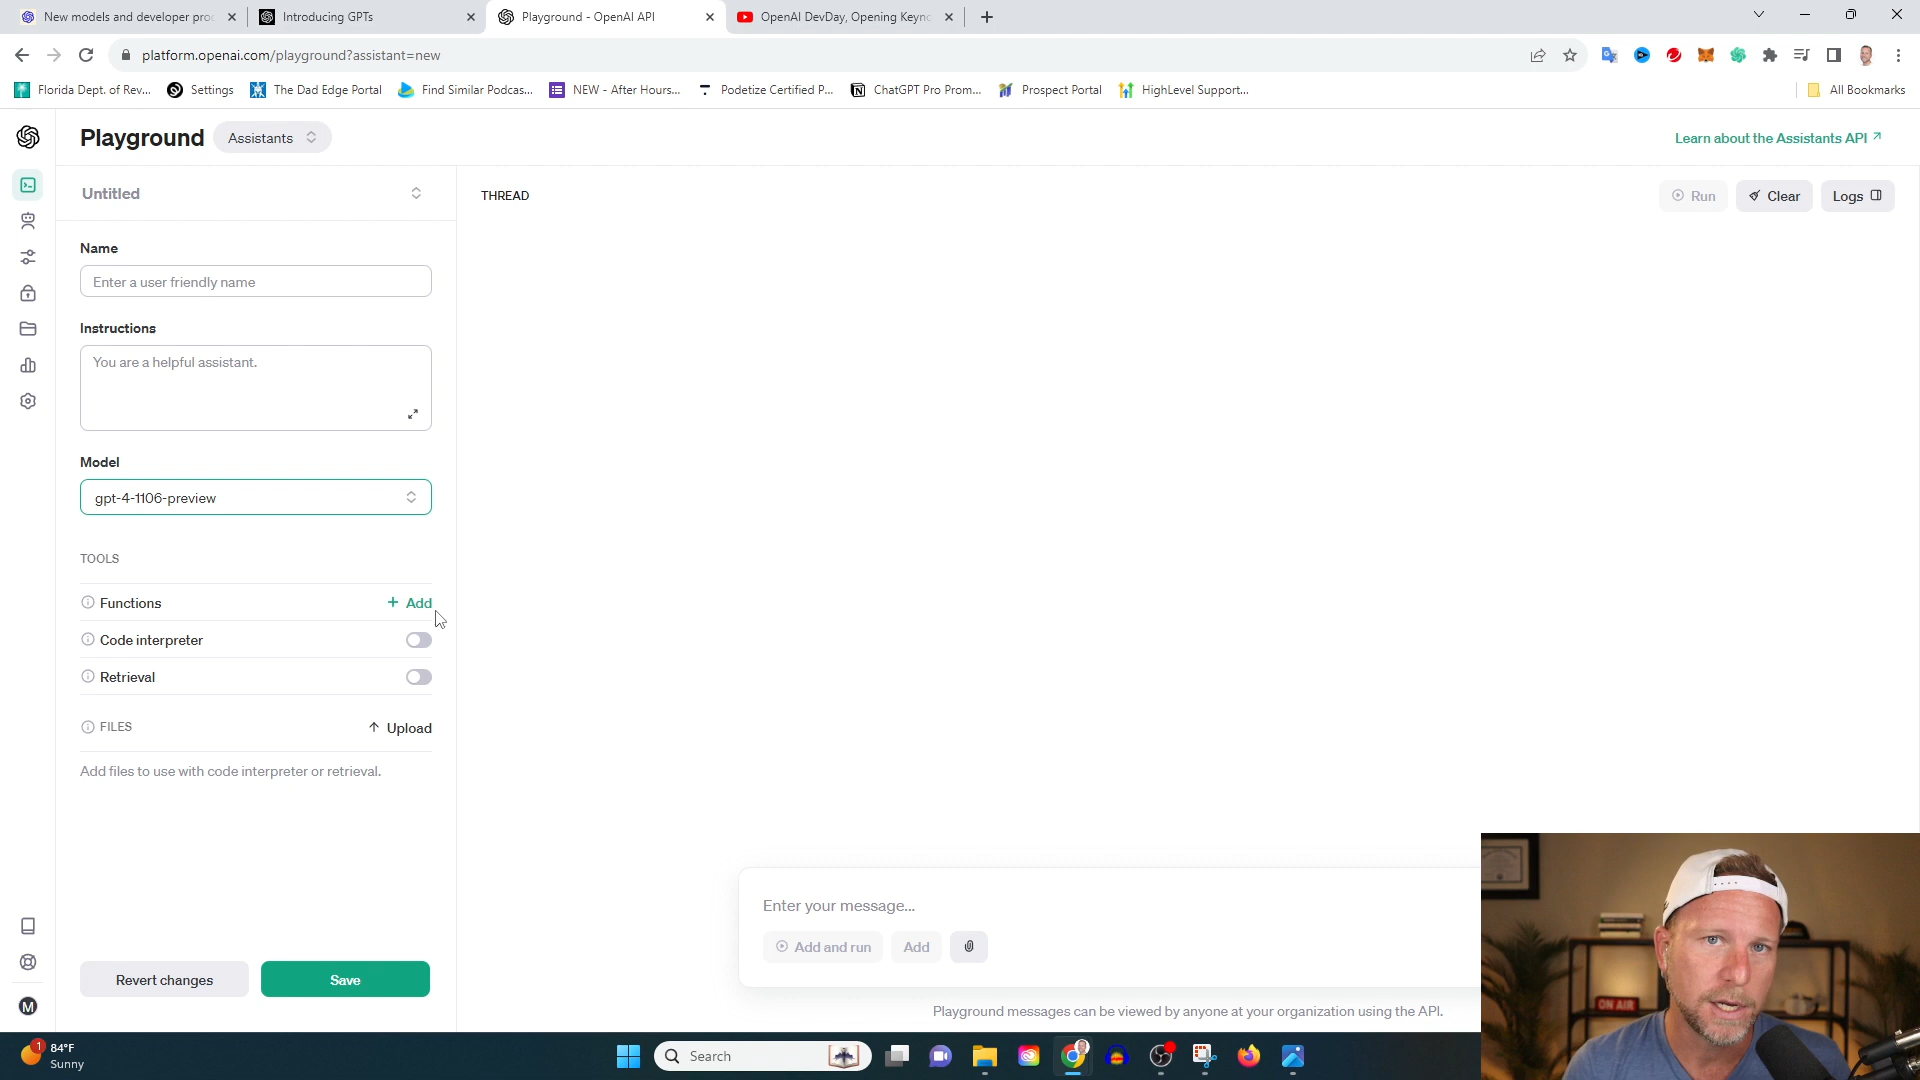 New models and developer proc
Introducing GPTs
Playground - OpenAI API
OpenAI DevDay, Opening Keyno
platform.openai.com/playground?assistant=new
Florida Dept. of Rev...
Settings
The Dad Edge Portal
Find Similar Podcas...
NEW - After Hours...
Podetize Certified P...
ChatGPT Pro Prom...
Prospect Portal
HighLevel Support...
All Bookmarks
Playground
Assistants
Learn about the Assistants API
Untitled
THREAD
Run
Clear
Logs
Name
Enter a user friendly name
Instructions
You are a helpful assistant.
Model
gpt-4-1106-preview
TOOLS
Functions
+ Add
Code interpreter
Retrieval
FILES
Upload
Add files to use with code interpreter or retrieval.
Enter your message...
Add and run
Add
Revert changes
Save
Playground messages can be viewed by anyone at your organization using the API.
M
ON AIR
1
84°F
Sunny
Search